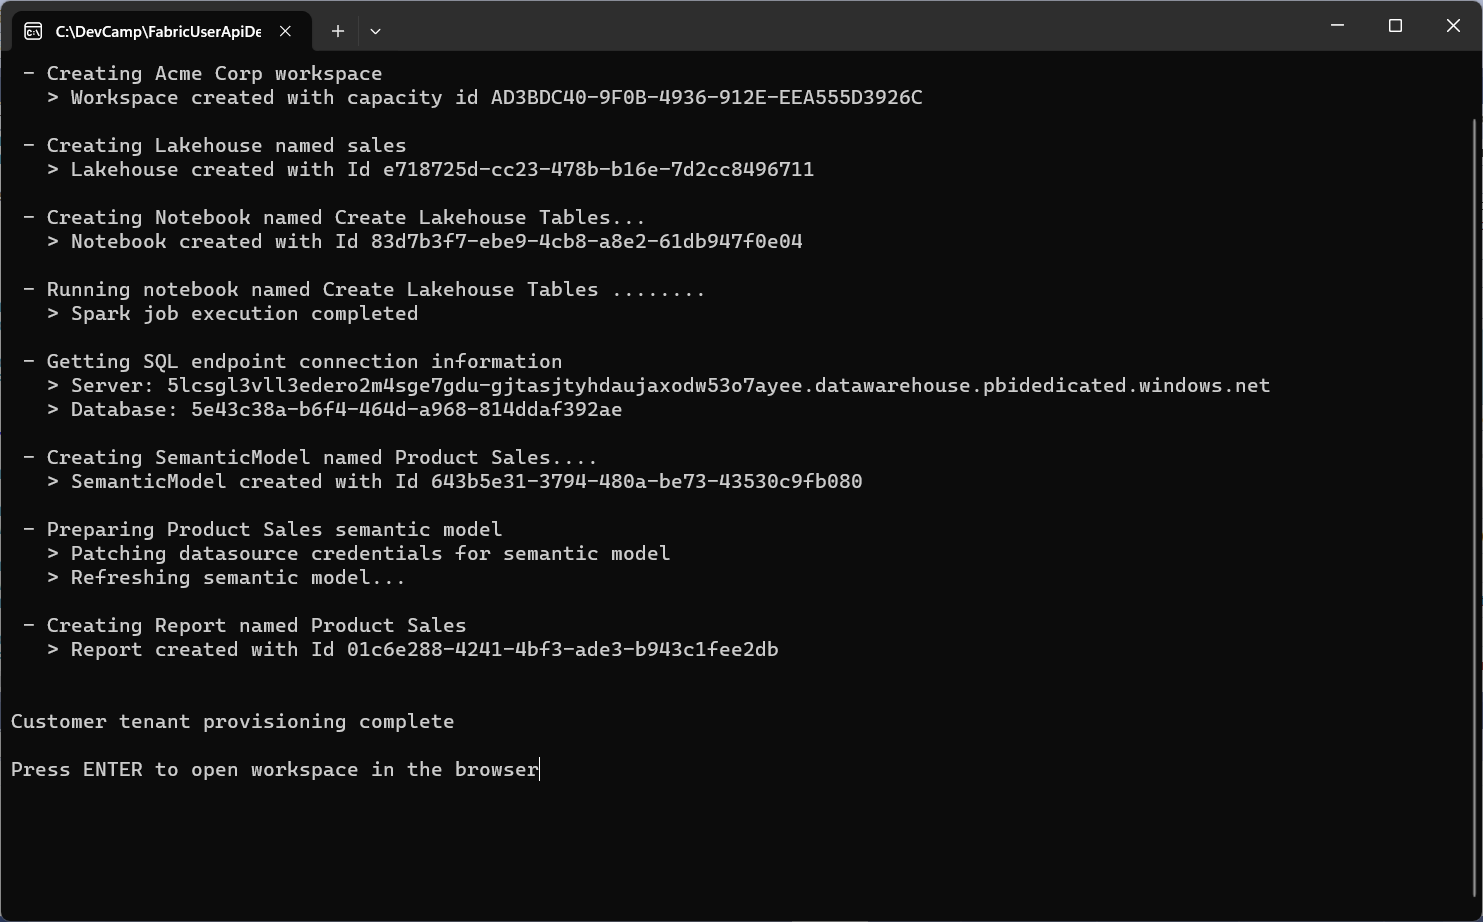 C:\DevCamp\FabricUserApiDe
- Creating Acme Corp workspace
> Workspace created with capacity id AD3BDC40-9F0B-4936-912E-EEA555D3926C
- Creating Lakehouse named sales
> Lakehouse created with Id e718725d-cc23-478b-b16e-7d2cc8496711
- Creating Notebook named Create Lakehouse Tables...
> Notebook created with Id 83d7b3f7-ebe9-4cb8-a8e2-61db947f0e04
- Running notebook named Create Lakehouse Tables ........
> Spark job execution completed
- Getting SQL endpoint connection information
> Server: 5lcsgl3vll3edero2m4sge7gdu-gjtasjtyhdaujaxodw53o7ayee.datawarehouse.pbidedicated.windows.net
> Database: 5e43c38a-b6f4-464d-a968-814ddaf392ae
- Creating SemanticModel named Product Sales....
> SemanticModel created with Id 643b5e31-3794-480a-be73-43530c9fb080
- Preparing Product Sales semantic model
> Patching datasource credentials for semantic model
> Refreshing semantic model...
- Creating Report named Product Sales
> Report created with Id 01c6e288-4241-4bf3-ade3-b943c1fee2db
Customer tenant provisioning complete
Press ENTER to open workspace in the browser